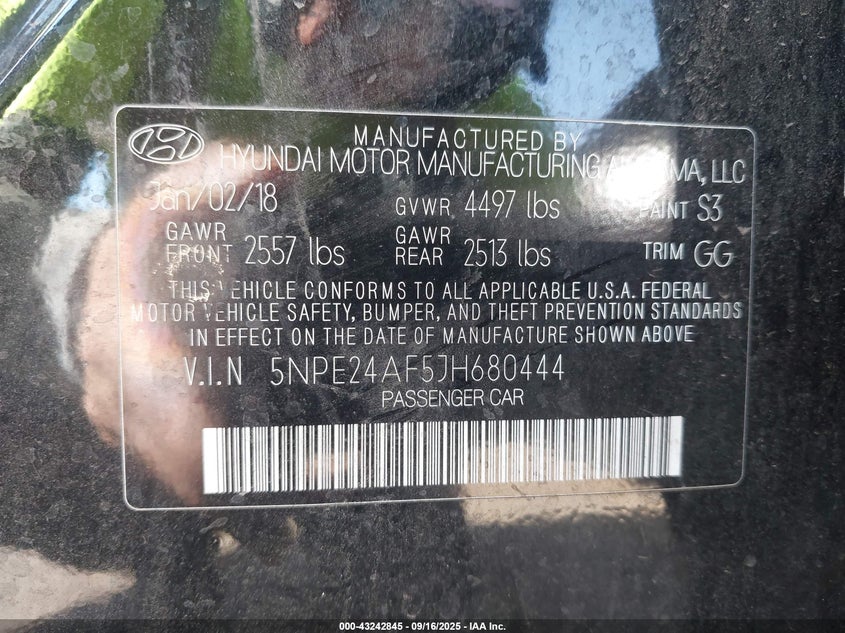 MANUFACTURED BY
HYUNDAI MOTOR MANUFACTURING ALABAMA, LLC
Jan/02/18 GVWR 4497 lbs PAINT S3
GAWR FRONT 2557 lbs GAWR REAR 2513 lbs TRIM GG
THIS VEHICLE CONFORMS TO ALL APPLICABLE U.S.A. FEDERAL
MOTOR VEHICLE SAFETY, BUMPER, AND THEFT PREVENTION STANDARDS
IN EFFECT ON THE DATE OF MANUFACTURE SHOWN ABOVE
V.I.N 5NPE24AF5JH680444
PASSENGER CAR
000-43242845 - 09/16/2025 - IAA Inc.